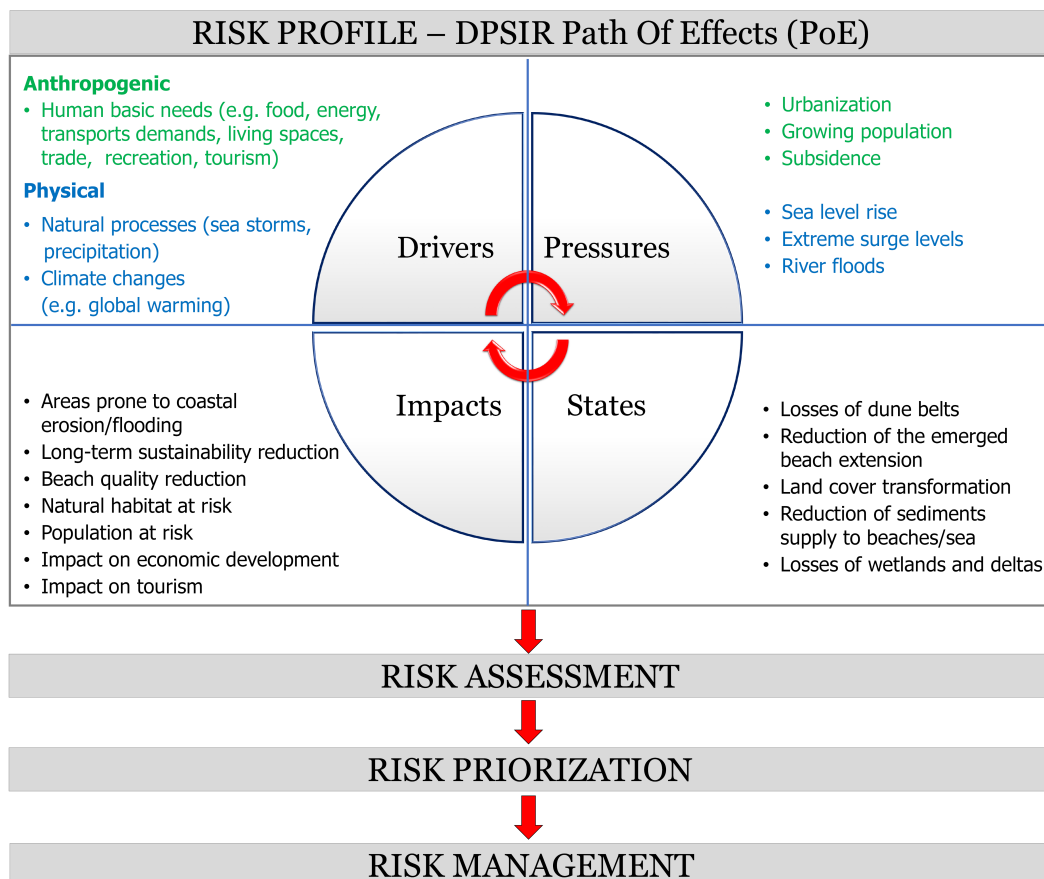 RISK PROFILE – DPSIR Path Of Effects (PoE)
Anthropogenic
• Human basic needs (e.g. food, energy,
transports demands, living spaces,
trade, recreation, tourism)
Physical
• Natural processes (sea storms,
precipitation)
• Climate changes
(e.g. global warming)
Drivers
Pressures
• Urbanization
• Growing population
• Subsidence
• Sea level rise
• Extreme surge levels
• River floods
• Areas prone to coastal
erosion/flooding
• Long-term sustainability reduction
• Beach quality reduction
• Natural habitat at risk
• Population at risk
• Impact on economic development
• Impact on tourism
Impacts
States
• Losses of dune belts
• Reduction of the emerged
beach extension
• Land cover transformation
• Reduction of sediments
supply to beaches/sea
• Losses of wetlands and deltas
RISK ASSESSMENT
RISK PRIORIZATION
RISK MANAGEMENT